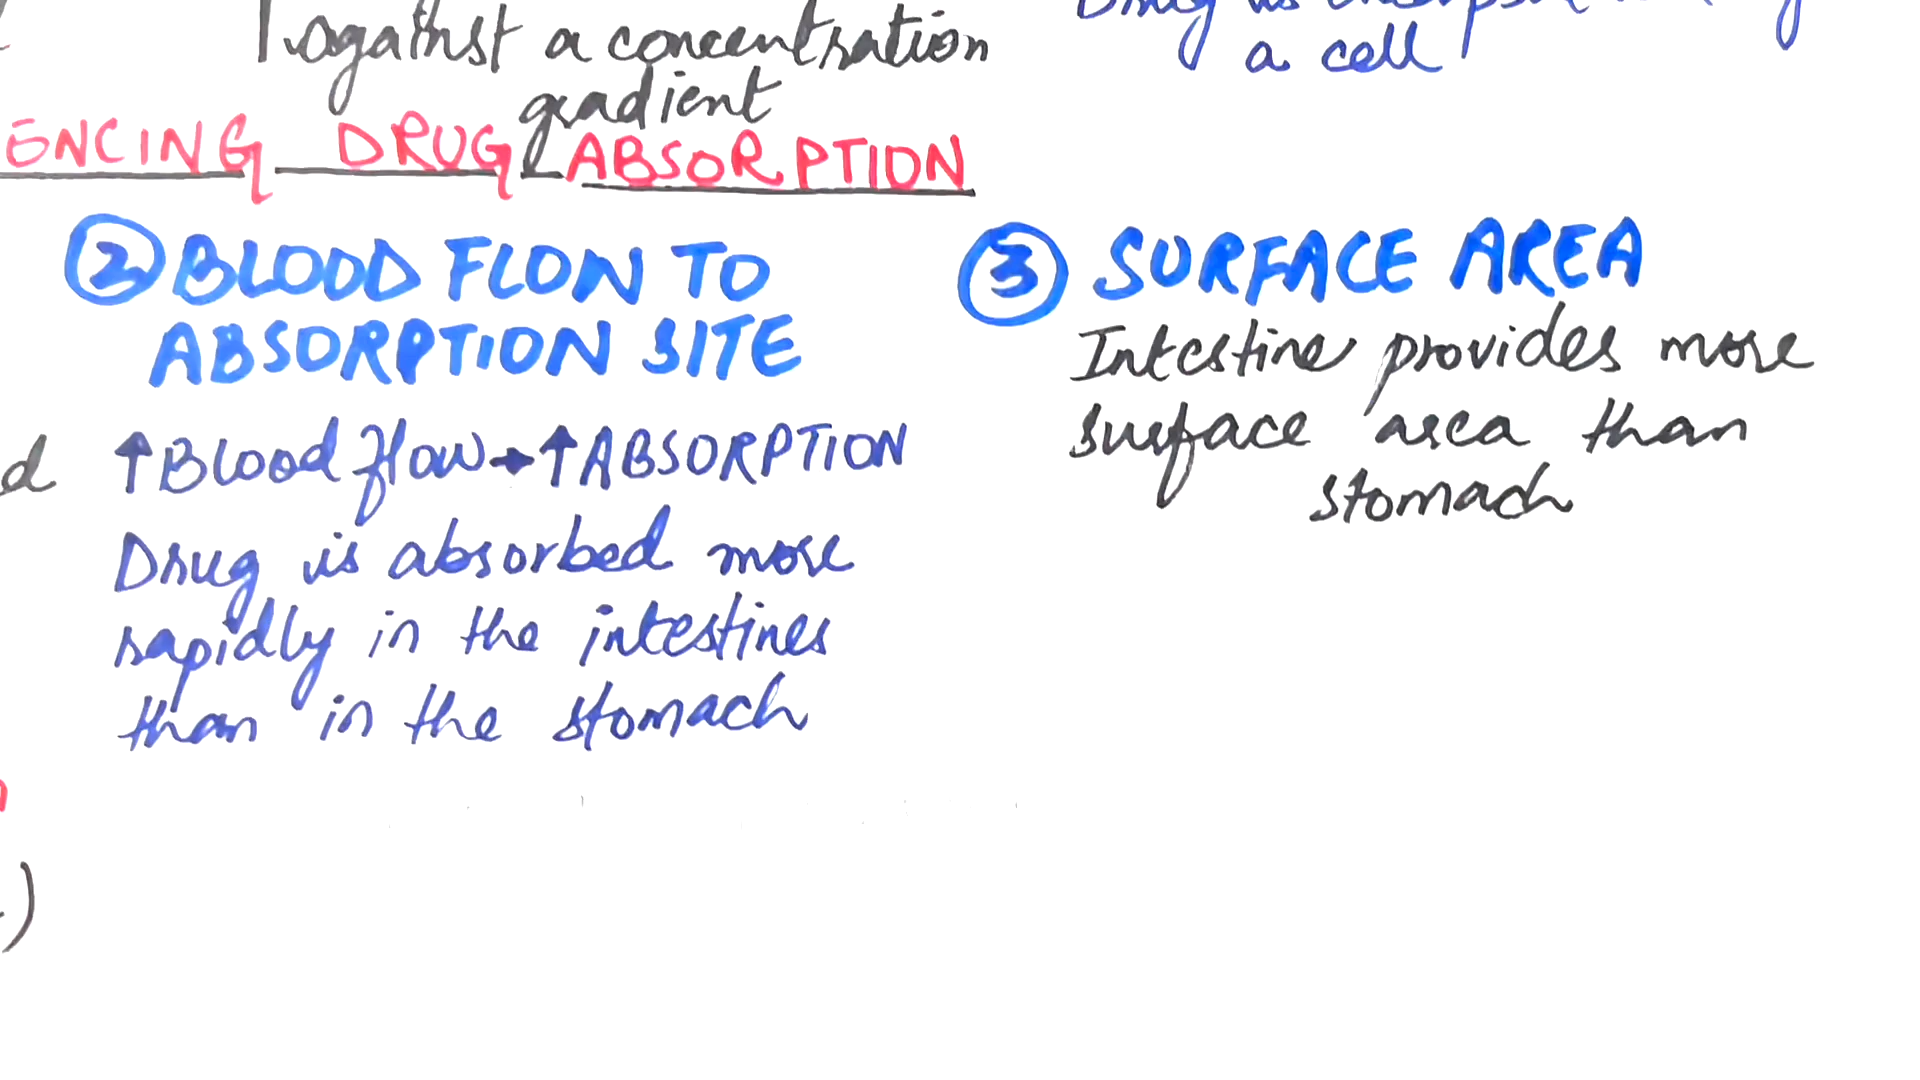 against a concentration
gradient
a cell
ENCING DRUG ABSORPTION
② BLOOD FLOW TO
ABSORPTION SITE
↑ Blood flow → ↑ ABSORPTION
Drug is absorbed more
rapidly in the intestines
than in the stomach
③ SURFACE AREA
Intestine provides more
surface area than
stomach
d
)